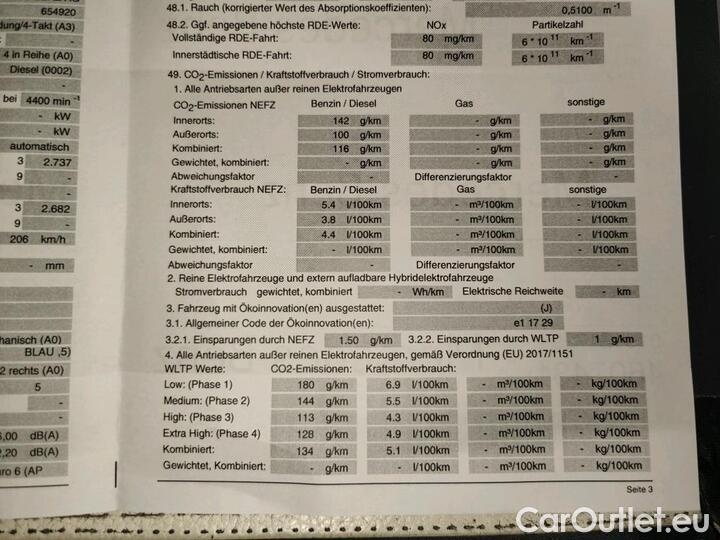 654920
dung/4-Takt (A3)
-
4 in Reihe (A0)
Diesel (0002)
-
bei 4400 min⁻¹
- kW
- kW
automatisch
3 2.737
9 -
-
3 2.682
9 -
206 km/h
- mm
hanisch (A0)
BLAU ,5)
2 rechts (A0)
5
-
-
6,00 dB(A)
2,20 dB(A)
uro 6 (AP
48.1. Rauch (korrigierter Wert des Absorptionskoeffizienten): 0,5100 m⁻¹
48.2. Ggf. angegebene höchste RDE-Werte: NOx Partikelzahl
Vollständige RDE-Fahrt: 80 mg/km 6 * 10 ¹¹ km⁻¹
Innerstädtische RDE-Fahrt: 80 mg/km 6 * 10 ¹¹ km⁻¹
49. CO₂-Emissionen / Kraftstoffverbrauch / Stromverbrauch:
1. Alle Antriebsarten außer reinen Elektrofahrzeugen
CO₂-Emissionen NEFZ Benzin / Diesel Gas sonstige
Innerorts: 142 g/km - g/km - g/km
Außerorts: 100 g/km - g/km - g/km
Kombiniert: 116 g/km - g/km - g/km
Gewichtet, kombiniert: - g/km - g/km - g/km
Abweichungsfaktor - Differenzierungsfaktor -
Kraftstoffverbrauch NEFZ: Benzin / Diesel Gas sonstige
Innerorts: 5.4 l/100km - m³/100km - l/100km
Außerorts: 3.8 l/100km - m³/100km - l/100km
Kombiniert: 4.4 l/100km - m³/100km - l/100km
Gewichtet, kombiniert: - l/100km - m³/100km - l/100km
Abweichungsfaktor - Differenzierungsfaktor -
2. Reine Elektrofahrzeuge und extern aufladbare Hybridelektrofahrzeuge
Stromverbrauch gewichtet, kombiniert - Wh/km Elektrische Reichweite - km
3. Fahrzeug mit Ökoinnovation(en) ausgestattet: (J)
3.1. Allgemeiner Code der Ökoinnovation(en): e1 17 29
3.2.1. Einsparungen durch NEFZ 1.50 g/km 3.2.2. Einsparungen durch WLTP 1 g/km
4. Alle Antriebsarten außer reinen Elektrofahrzeugen, gemäß Verordnung (EU) 2017/1151
WLTP Werte: CO2-Emissionen: Kraftstoffverbrauch:
Low: (Phase 1) 180 g/km 6.9 l/100km - m³/100km - kg/100km
Medium: (Phase 2) 144 g/km 5.5 l/100km - m³/100km - kg/100km
High: (Phase 3) 113 g/km 4.3 l/100km - m³/100km - kg/100km
Extra High: (Phase 4) 128 g/km 4.9 l/100km - m³/100km - kg/100km
Kombiniert: 134 g/km 5.1 l/100km - m³/100km - kg/100km
Gewichtet, Kombiniert: - g/km - l/100km - m³/100km - kg/100km
Seite 3
CarOutlet.eu